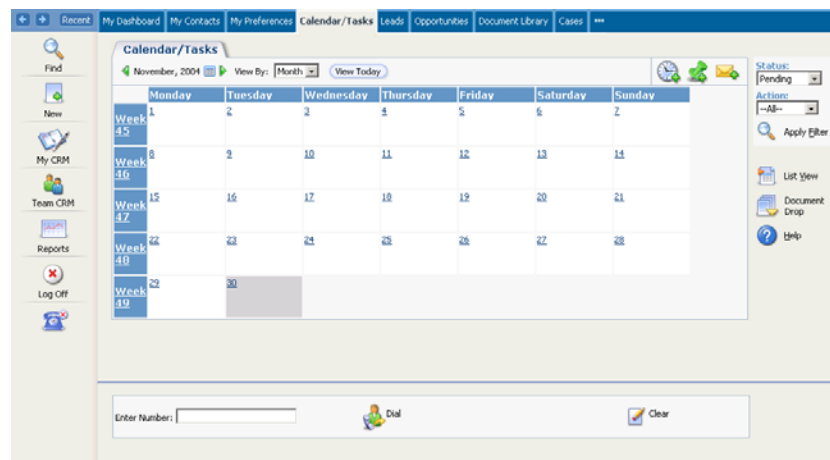 Recent My Dashboard My Contacts My Preferences Calendar/Tasks Leads Opportunities Document Library Cases •••
Find
New
My CRM
Team CRM
Reports
Log Off
Calendar/Tasks
November, 2004 View By: Month View Today
Monday Tuesday Wednesday Thursday Friday Saturday Sunday
Week 1 2 3 4 5 6 7
45
Week 8 9 10 11 12 13 14
46
Week 15 16 17 18 19 20 21
47
Week 22 23 24 25 26 27 28
48
Week 29 30
49
Status:
Pending
Action:
--All--
Apply Filter
List View
Document
Drop
Help
Enter Number: Dial Clear